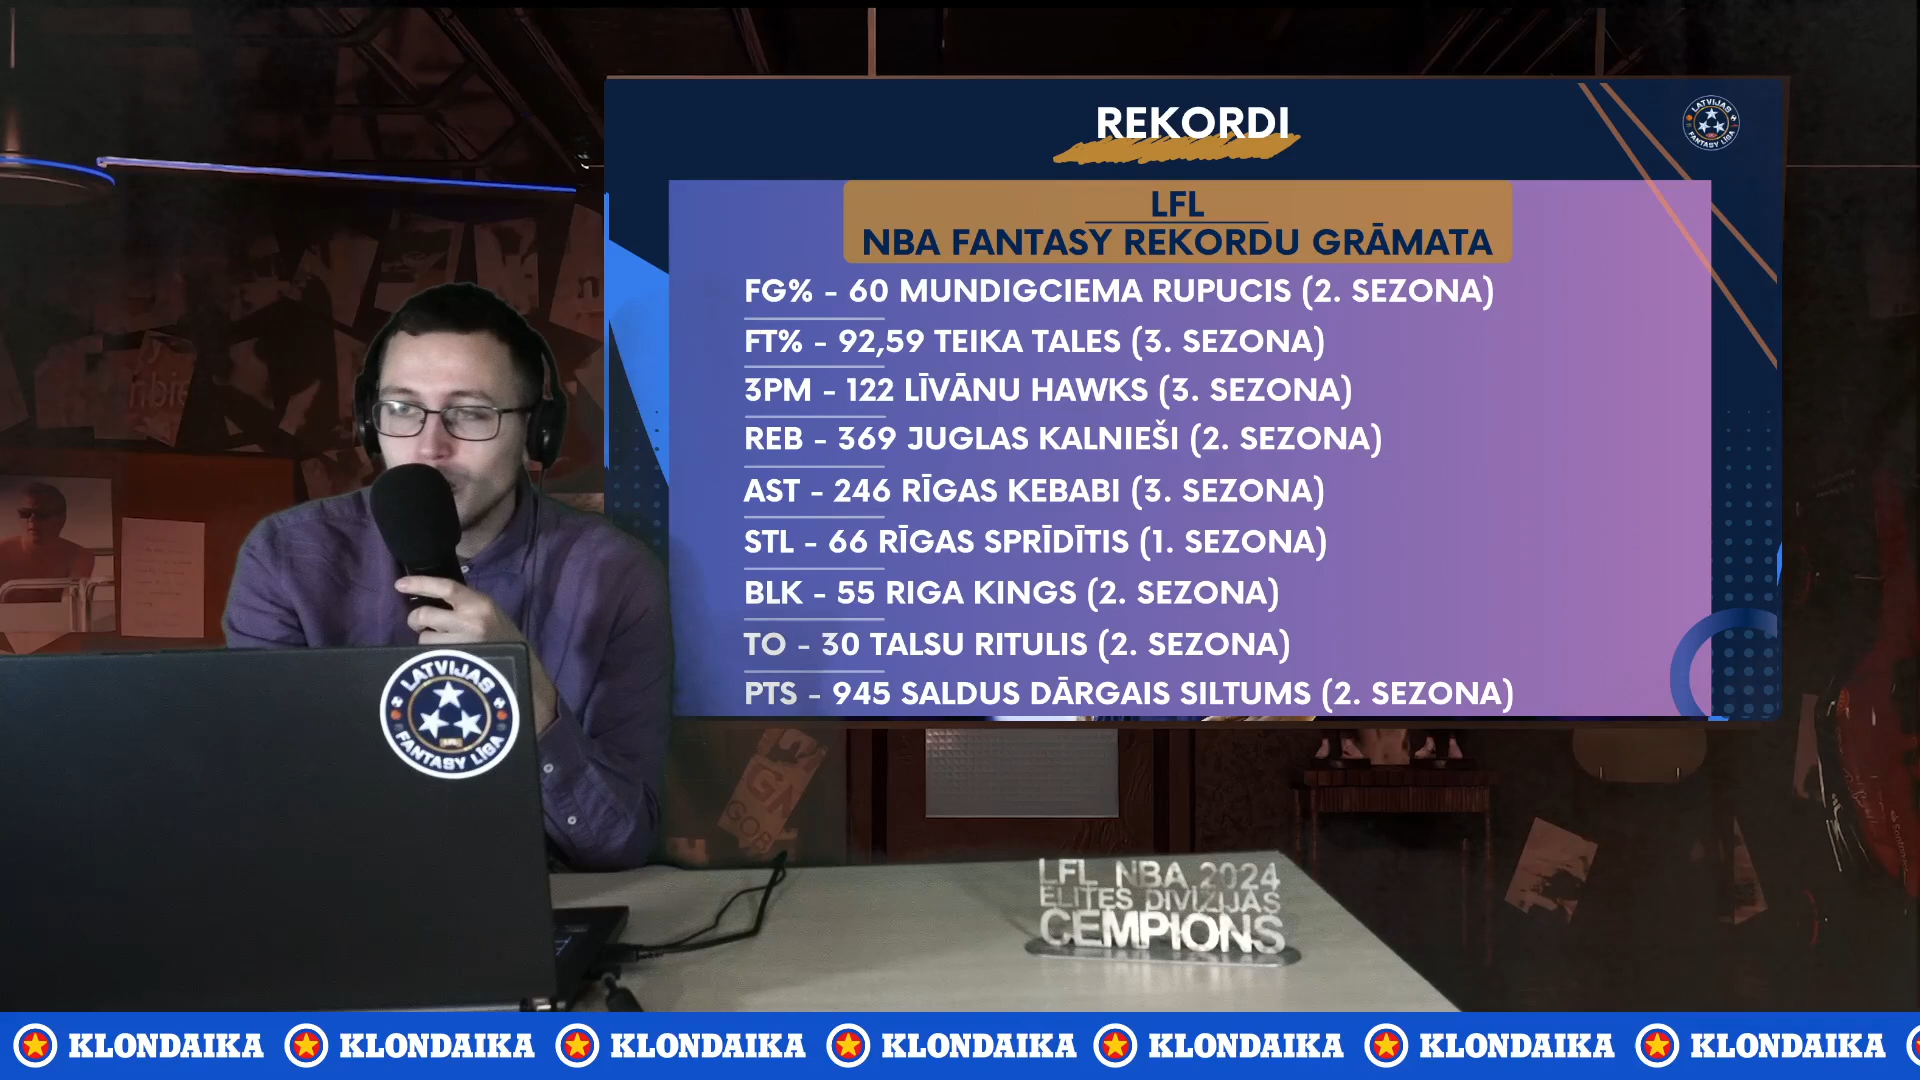 REKORDI
LATVIJAS
FANTASY LĪGA
LFL
NBA FANTASY REKORDU GRĀMATA
FG% - 60 MUNDIGCIEMA RUPUCIS (2. SEZONA)
FT% - 92,59 TEIKA TALES (3. SEZONA)
3PM - 122 LĪVĀNU HAWKS (3. SEZONA)
REB - 369 JUGLAS KALNIEŠI (2. SEZONA)
AST - 246 RĪGAS KEBABI (3. SEZONA)
STL - 66 RĪGAS SPRĪDĪTIS (1. SEZONA)
BLK - 55 RIGA KINGS (2. SEZONA)
TO - 30 TALSU RITULIS (2. SEZONA)
PTS - 945 SALDUS DĀRGAIS SILTUMS (2. SEZONA)
LATVIJAS
FANTASY LĪGA
LFL NBA 2024
ELITES DIVĪZIJAS
ČEMPIONS
KLONDAIKA KLONDAIKA KLONDAIKA KLONDAIKA KLONDAIKA KLONDAIKA KLONDAIKA